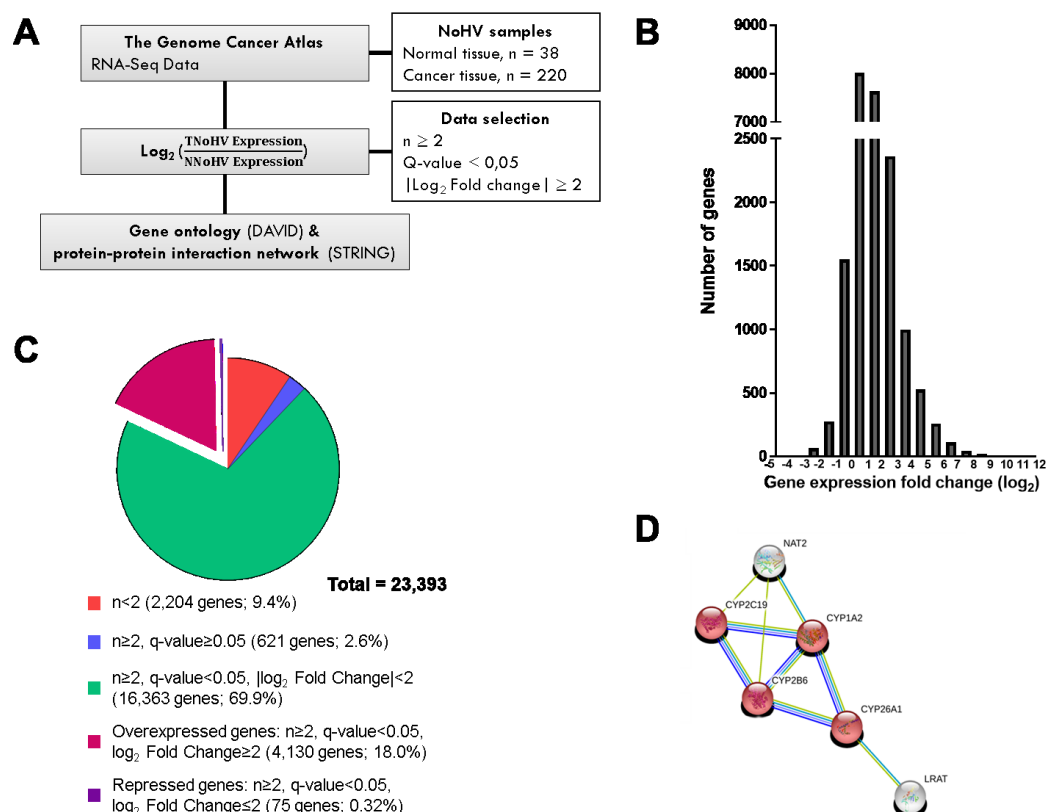 A
The Genome Cancer Atlas
RNA-Seq Data
NoHV samples
Normal tissue, n = 38
Cancer tissue, n = 220
Log2 (TNoHV Expression
NNoHV Expression)
Data selection
n ≥ 2
Q-value < 0,05
|Log2 Fold change| ≥ 2
Gene ontology (DAVID) &
protein-protein interaction network (STRING)
B
Number of genes
9000
8000
7000
2500
2000
1500
1000
500
0
-5 -4 -3 -2 -1 0 1 2 3 4 5 6 7 8 9 10 11 12
Gene expression fold change (log2)
C
Total = 23,393
n<2 (2,204 genes; 9.4%)
n≥2, q-value≥0.05 (621 genes; 2.6%)
n≥2, q-value<0.05, |log2 Fold Change|<2
(16,363 genes; 69.9%)
Overexpressed genes: n≥2, q-value<0.05,
log2 Fold Change≥2 (4,130 genes; 18.0%)
Repressed genes: n≥2, q-value<0.05,
log2 Fold Change≤2 (75 genes; 0.32%)
D
NAT2
CYP2C19
CYP1A2
CYP2B6
CYP26A1
LRAT